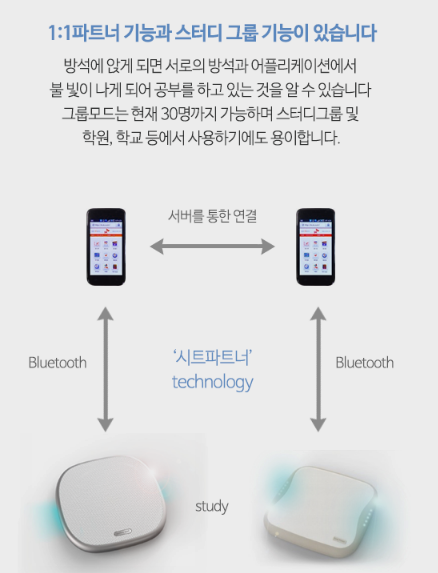 1:1파트너 기능과 스터디 그룹 기능이 있습니다
방석에 앉게 되면 서로의 방석과 어플리케이션에서
불 빛이 나게 되어 공부를 하고 있는 것을 알 수 있습니다
그룹모드는 현재 30명까지 가능하며 스터디그룹 및
학원, 학교 등에서 사용하기에도 용이합니다.
서버를 통한 연결
Bluetooth
'시트파트너'
technology
Bluetooth
study